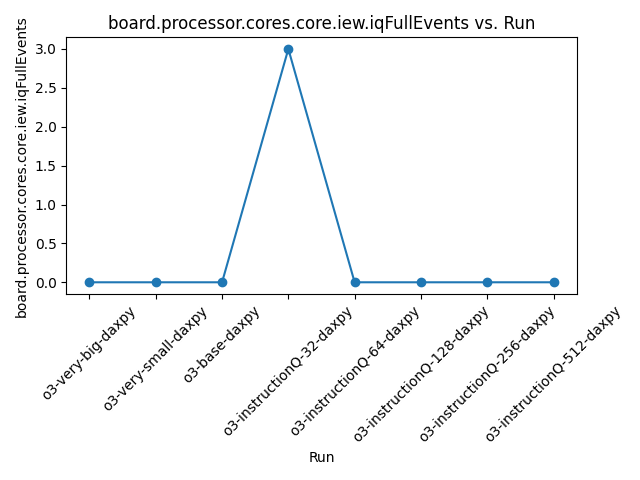 board.processor.cores.core.iew.iqFullEvents vs. Run
board.processor.cores.core.iew.iqFullEvents
3.0
2.5
2.0
1.5
1.0
0.5
0.0
o3-very-big-daxpy
o3-very-small-daxpy
o3-base-daxpy
o3-instructionQ-32-daxpy
o3-instructionQ-64-daxpy
o3-instructionQ-128-daxpy
o3-instructionQ-256-daxpy
o3-instructionQ-512-daxpy
Run